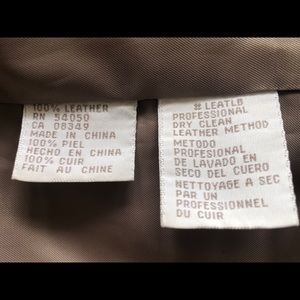 100% LEATHER
RN 54050
CA 08349
MADE IN CHINA
100% PIEL
HECHO EN CHINA
100% CUIR
FAIT AU CHINE
# LEATLB
PROFESSIONAL
DRY CLEAN
LEATHER METHOD
METODO
PROFESIONAL
DE LAVADO EN
SECO DEL CUERO
NETTOYAGE A SEC
PAR UN
PROFESSIONNEL
DU CUIR